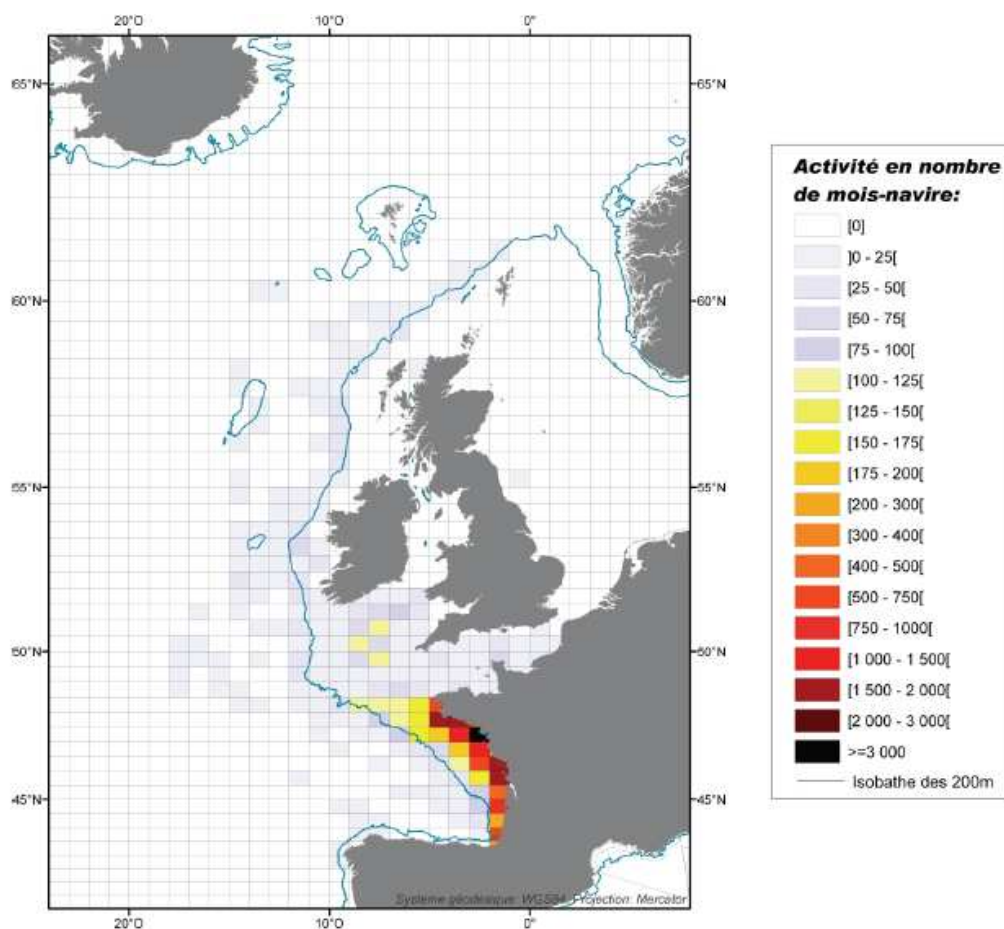 20°O 10°O 0°
65°N 65°N
60°N 60°N
55°N 55°N
50°N 50°N
45°N 45°N
Système géodésique: WGS84, Projection: Mercator
20°O 10°O 0°
Activité en nombre
de mois-navire:
[0]
]0 - 25[
[25 - 50[
[50 - 75[
[75 - 100[
[100 - 125[
[125 - 150[
[150 - 175[
[175 - 200[
[200 - 300[
[300 - 400[
[400 - 500[
[500 - 750[
[750 - 1000[
[1 000 - 1 500[
[1 500 - 2 000[
[2 000 - 3 000[
>=3 000
Isobathe des 200m